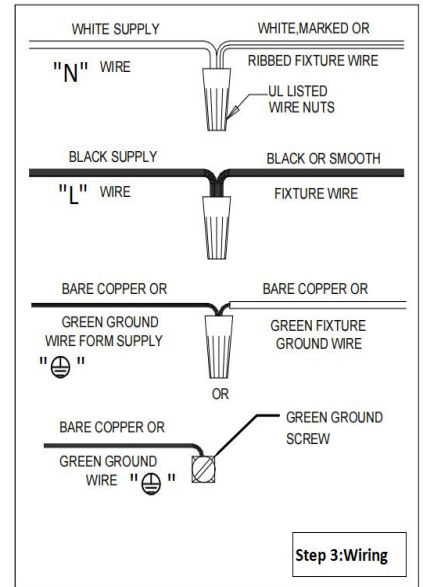 WHITE SUPPLY
WHITE,MARKED OR
"N" WIRE
RIBBED FIXTURE WIRE
UL LISTED
WIRE NUTS
BLACK SUPPLY
BLACK OR SMOOTH
"L" WIRE
FIXTURE WIRE
BARE COPPER OR
BARE COPPER OR
GREEN GROUND
WIRE FORM SUPPLY
"⏚"
GREEN FIXTURE
GROUND WIRE
OR
BARE COPPER OR
GREEN GROUND
WIRE "⏚"
GREEN GROUND
SCREW
Step 3:Wiring